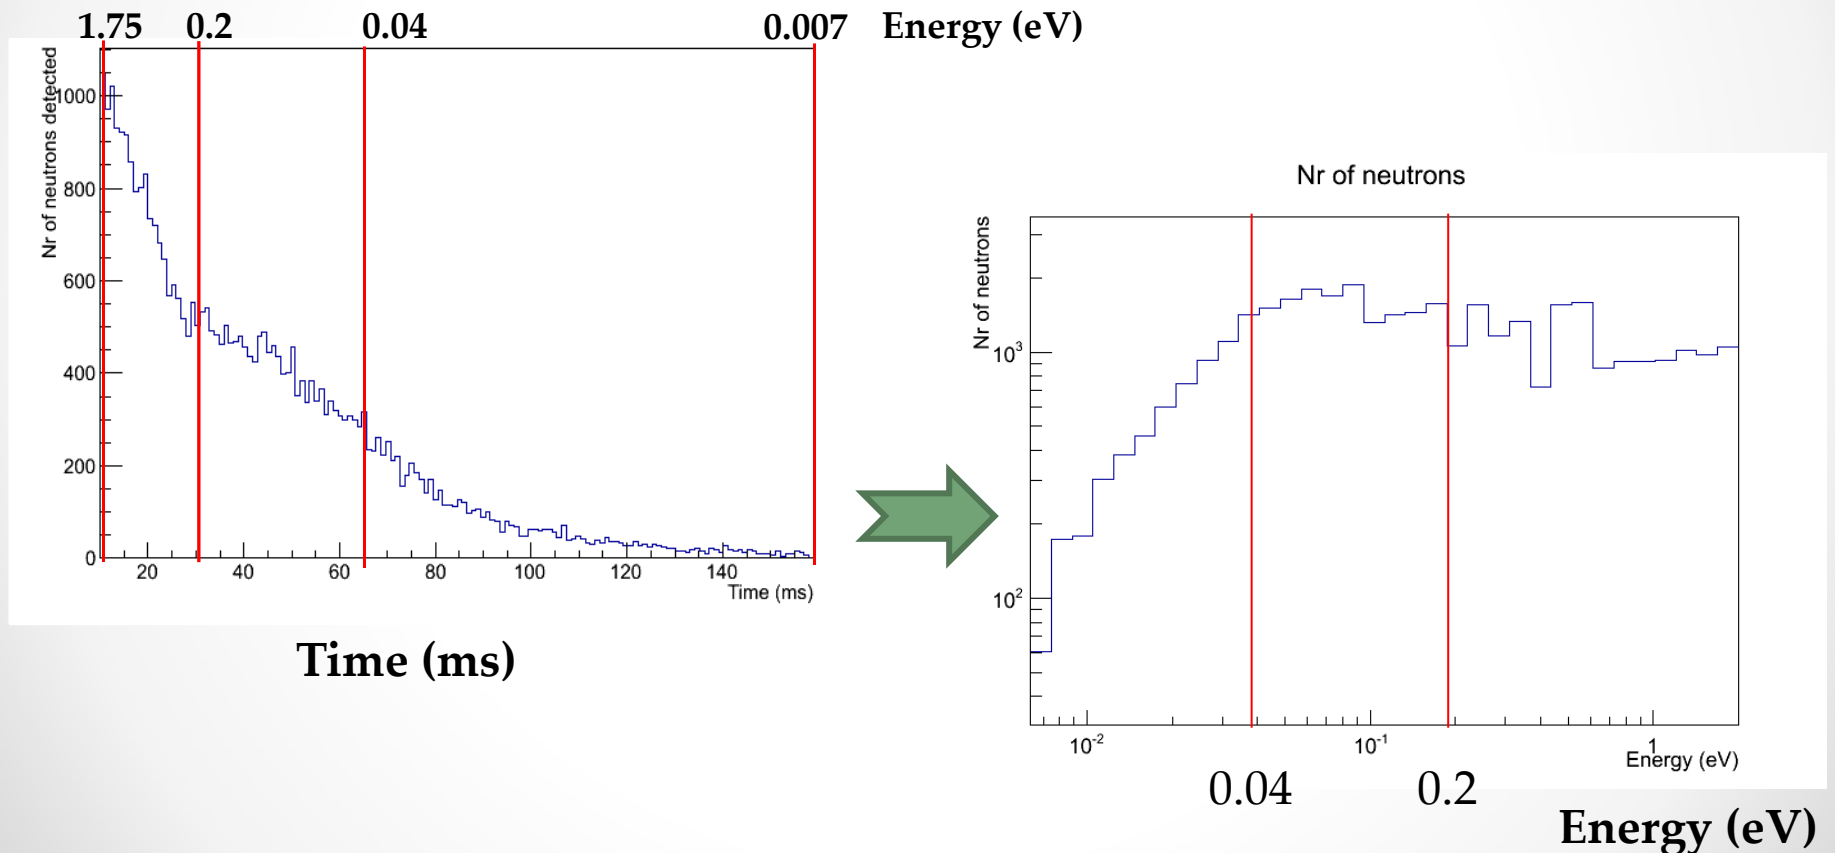 1.75 0.2 0.04 0.007 Energy (eV)
Nr of neutrons detected
1000
800
600
400
200
0
20 40 60 80 100 120 140
Time (ms)
Time (ms)
Nr of neutrons
Nr of neutrons
10³
10²
10⁻² 10⁻¹ 1
Energy (eV)
0.04 0.2
Energy (eV)